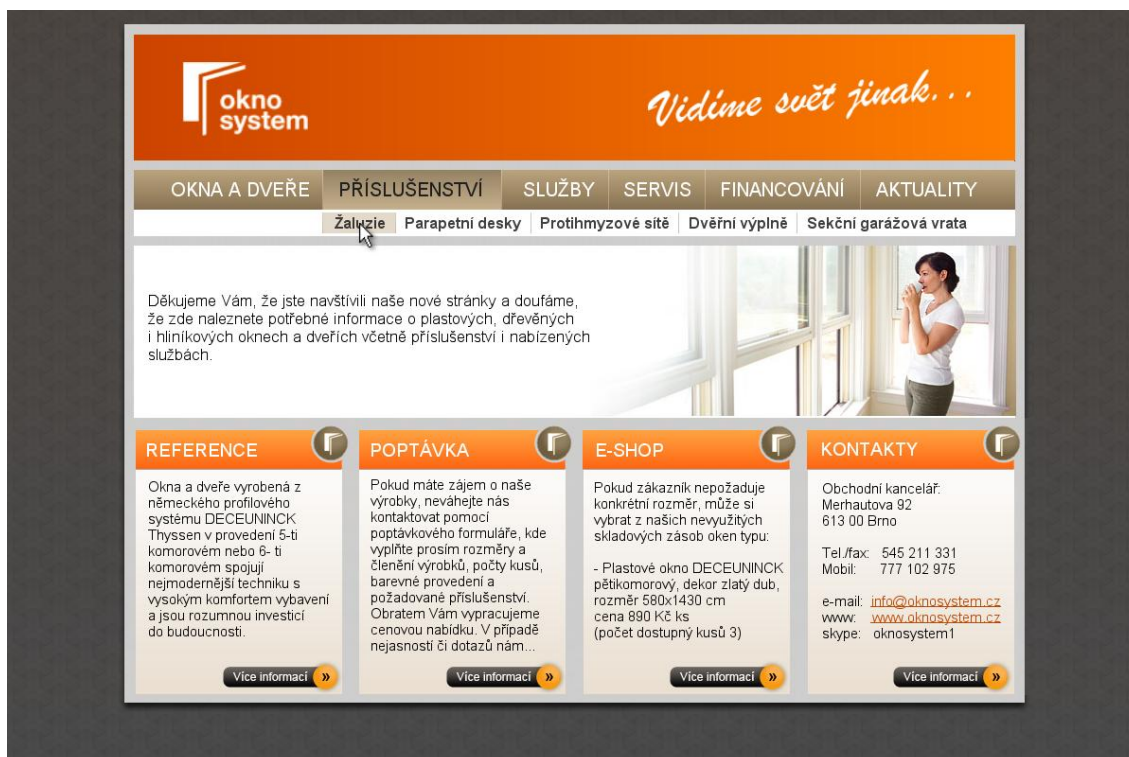 okno
system
Vidíme svět jinak...
OKNA A DVEŘE PŘÍSLUŠENSTVÍ SLUŽBY SERVIS FINANCOVÁNÍ AKTUALITY
Žaluzie Parapetní desky Protihmyzové sítě Dvěřní výplně Sekční garážová vrata
Děkujeme Vám, že jste navštívili naše nové stránky a doufáme,
že zde naleznete potřebné informace o plastových, dřevěných
i hliníkových oknech a dveřích včetně příslušenství i nabízených
službách.
REFERENCE
Okna a dveře vyrobená z
německého profilového
systému DECEUNINCK
Thyssen v provedení 5-ti
komorovém nebo 6- ti
komorovém spojují
nejmodernější techniku s
vysokým komfortem vybavení
a jsou rozumnou investicí
do budoucnosti.
Více informací »
POPTÁVKA
Pokud máte zájem o naše
výrobky, neváhejte nás
kontaktovat pomocí
poptávkového formuláře, kde
vyplňte prosím rozměry a
členění výrobků, počty kusů,
barevné provedení a
požadované příslušenství.
Obratem Vám vypracujeme
cenovou nabídku. V případě
nejasností či dotazů nám...
Více informací »
E-SHOP
Pokud zákazník nepožaduje
konkrétní rozměr, může si
vybrat z našich nevyužitých
skladových zásob oken typu:
- Plastové okno DECEUNINCK
pětikomorový, dekor zlatý dub,
rozměr 580x1430 cm
cena 890 Kč ks
(počet dostupný kusů 3)
Více informací »
KONTAKTY
Obchodní kancelář:
Merhautova 92
613 00 Brno
Tel./fax: 545 211 331
Mobil: 777 102 975
e-mail: info@oknosystem.cz
www: www.oknosystem.cz
skype: oknosystem1
Více informací »